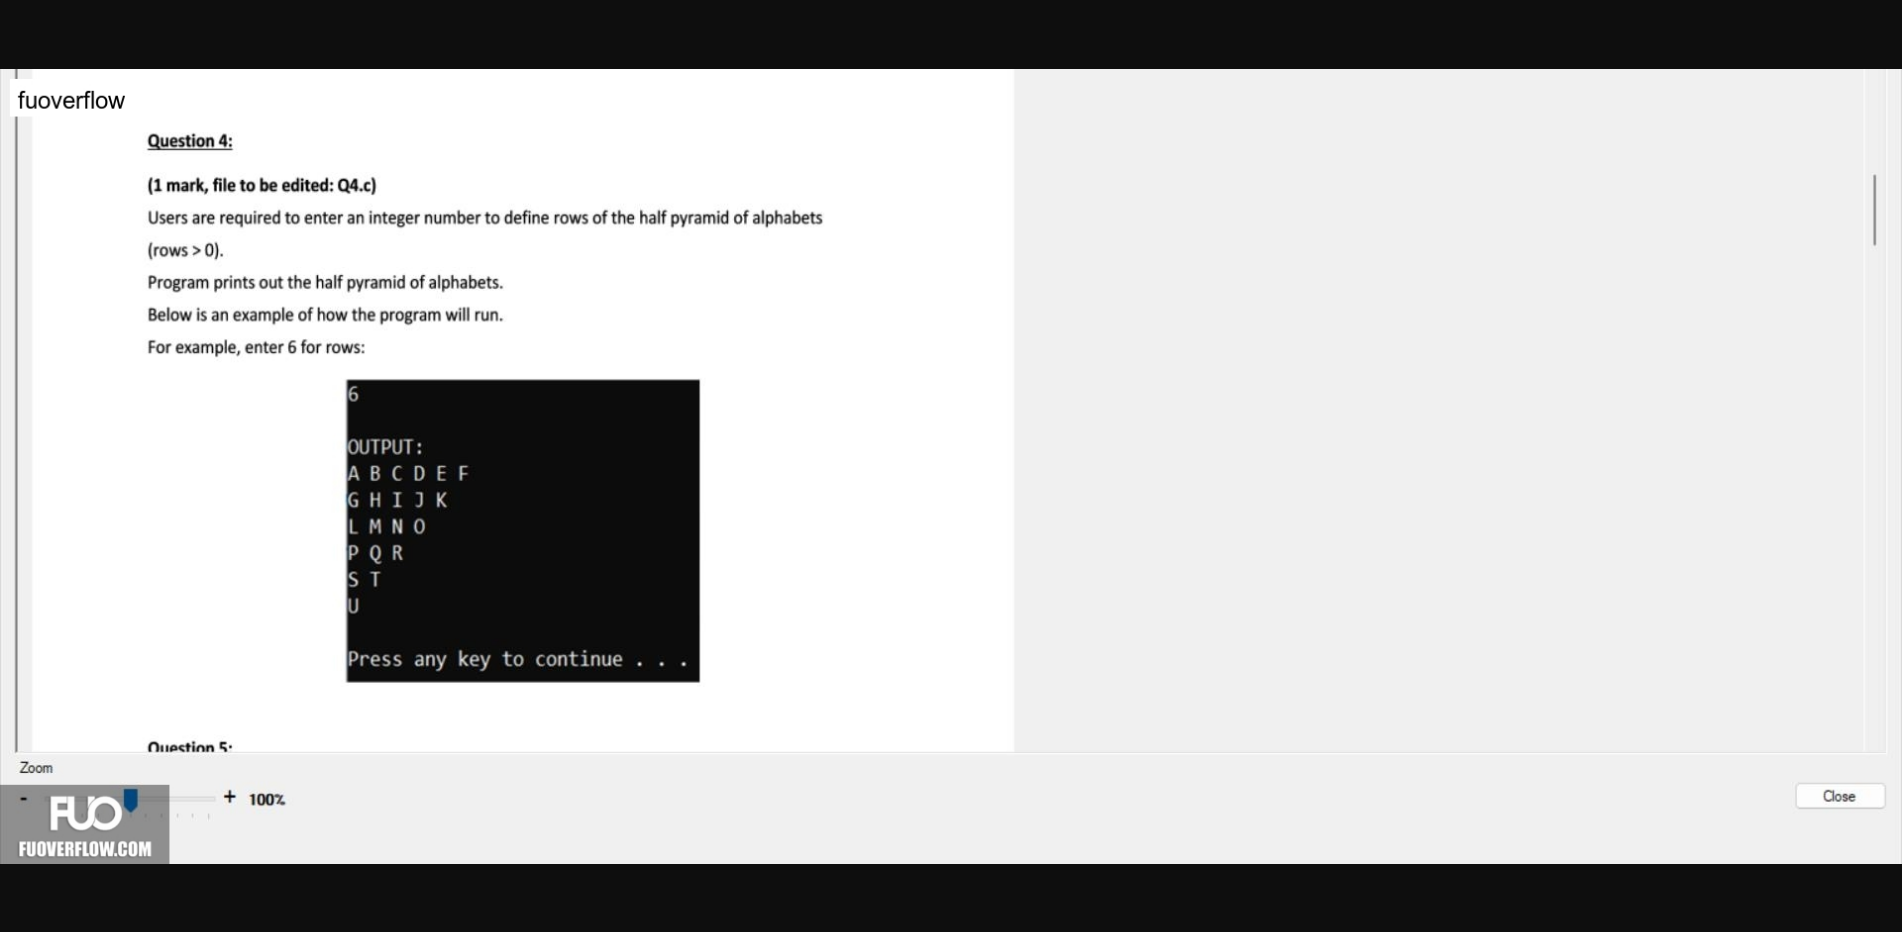 fuoverflow
Question 4:
(1 mark, file to be edited: Q4.c)
Users are required to enter an integer number to define rows of the half pyramid of alphabets
(rows > 0).
Program prints out the half pyramid of alphabets.
Below is an example of how the program will run.
For example, enter 6 for rows:
6
OUTPUT:
A B C D E F
G H I J K
L M N O
P Q R
S T
U
Press any key to continue . . .
Question 5:
Zoom
- + 100%
Close
FUO
FUOVERFLOW.COM